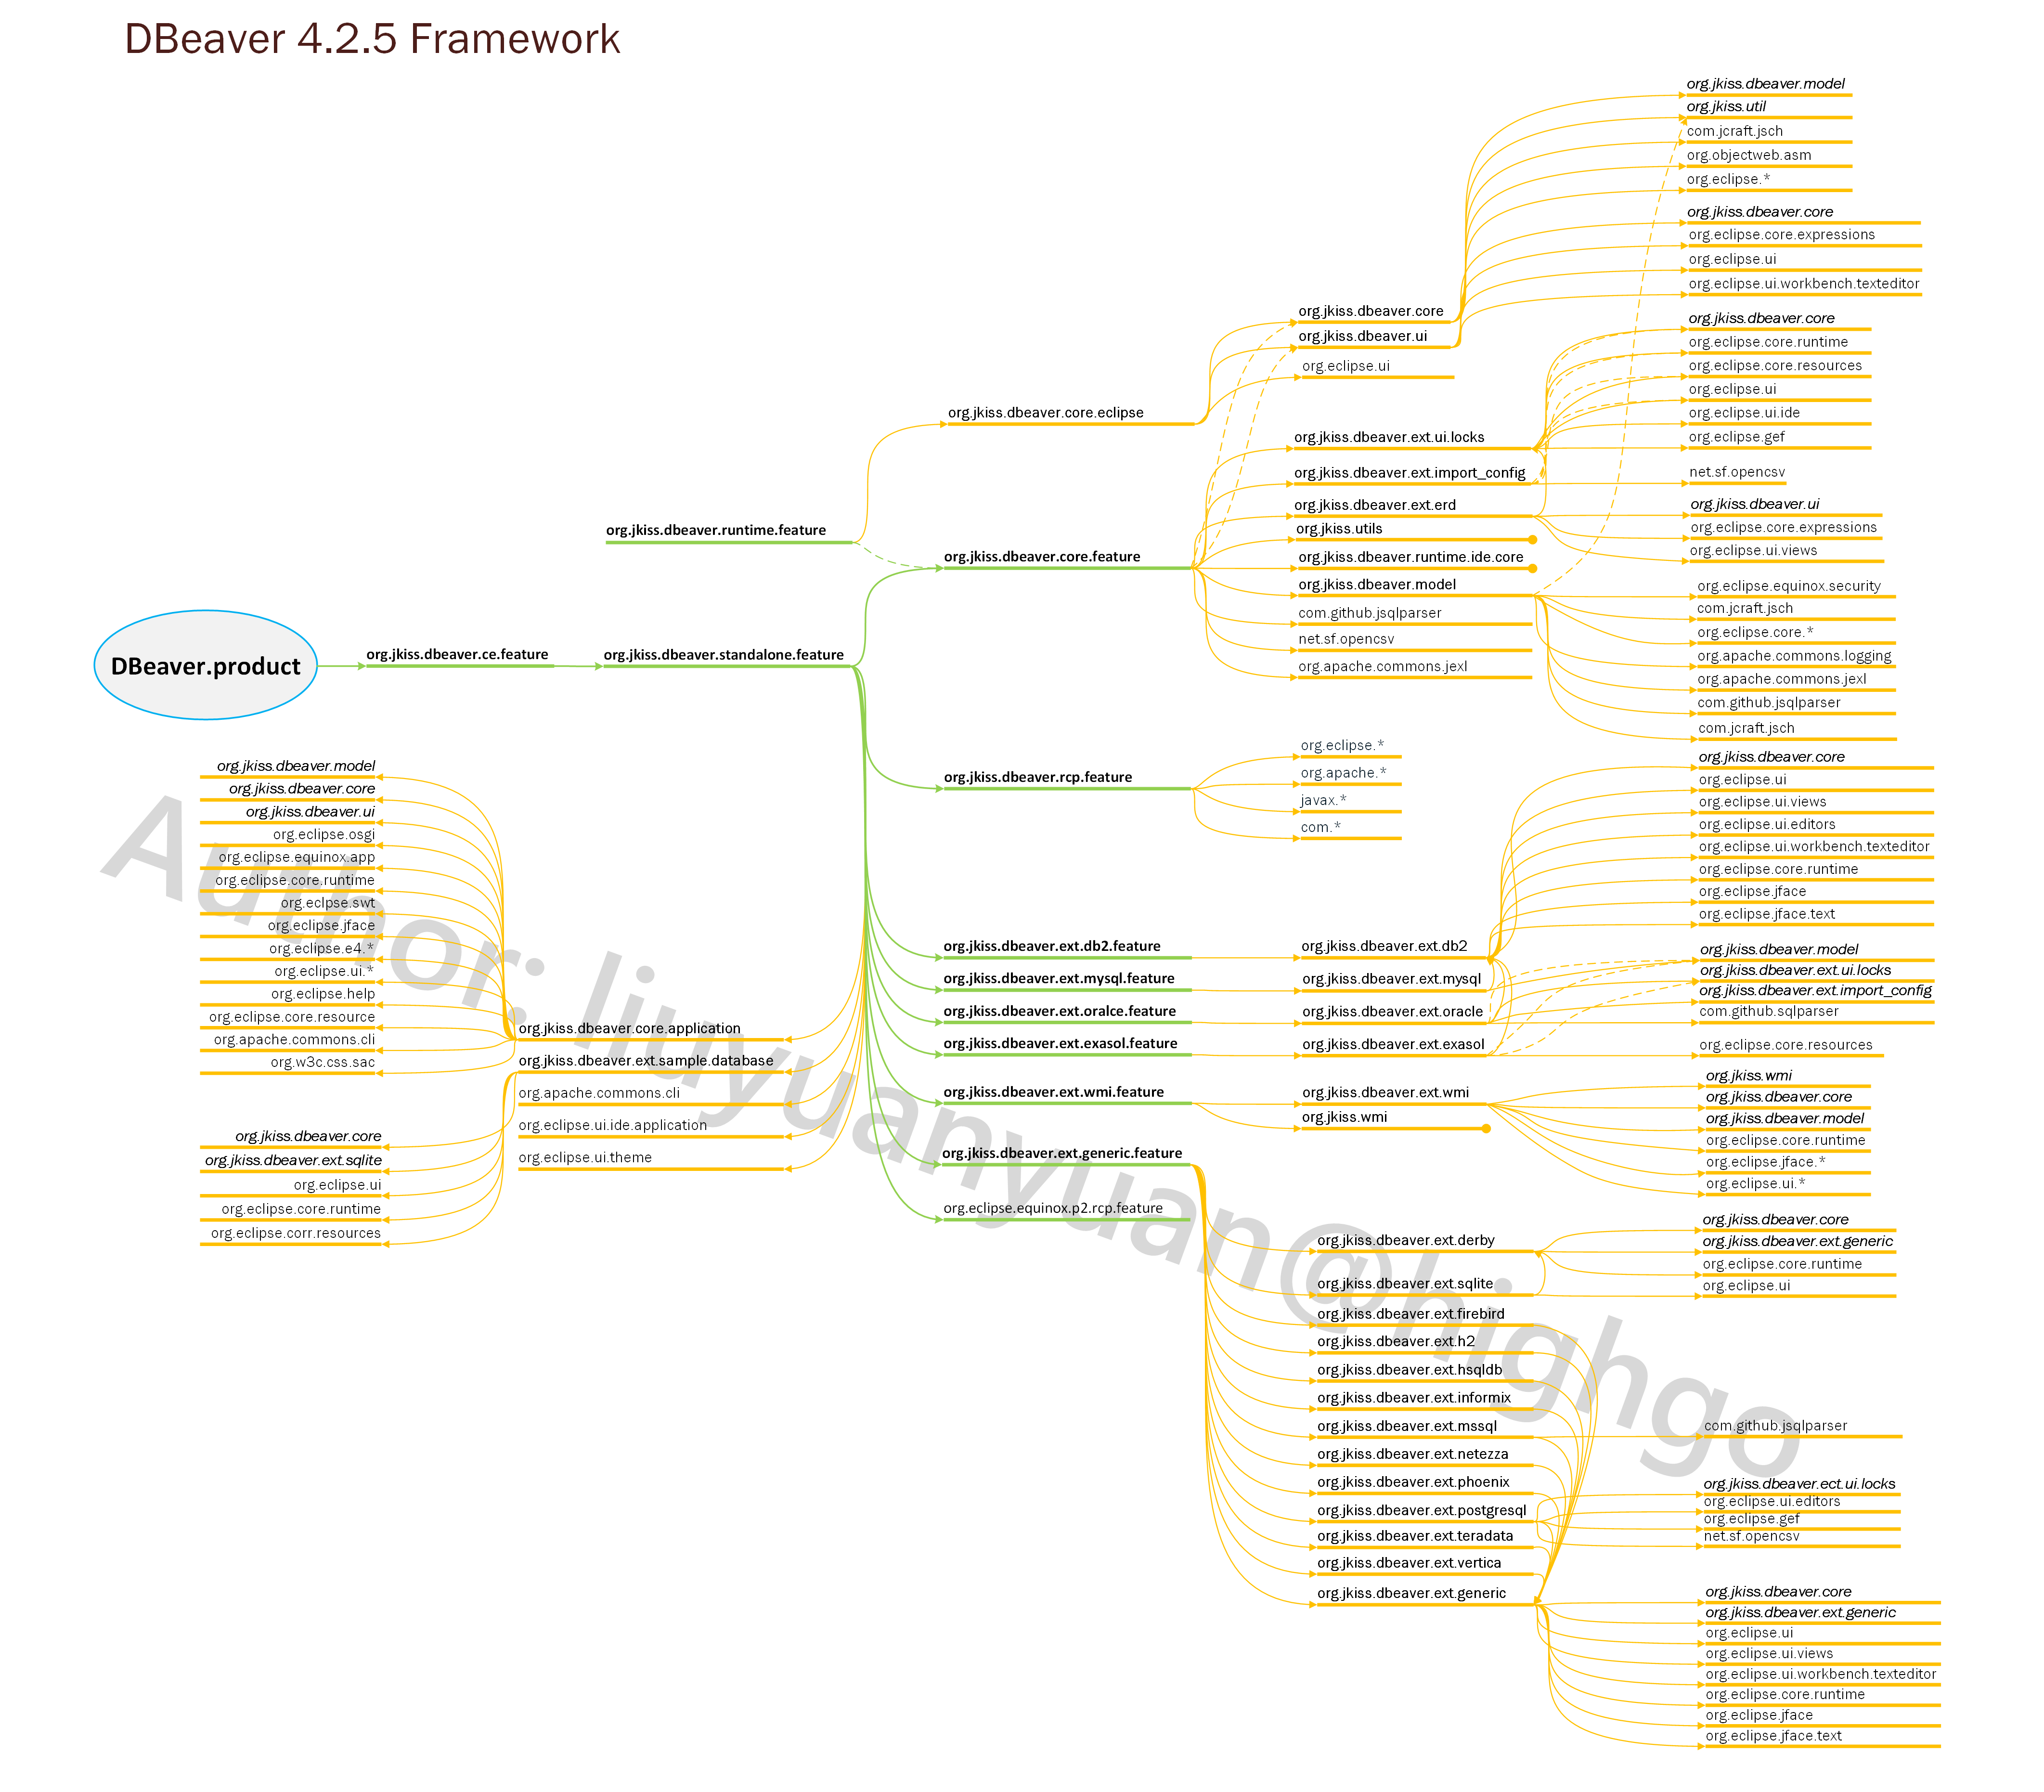 DBeaver 4.2.5 Framework
DBeaver.product
org.jkiss.dbeaver.ce.feature
org.jkiss.dbeaver.standalone.feature
org.jkiss.dbeaver.runtime.feature
org.jkiss.dbeaver.core.eclipse
org.jkiss.dbeaver.core.feature
org.jkiss.dbeaver.rcp.feature
org.jkiss.dbeaver.ext.db2.feature
org.jkiss.dbeaver.ext.mysql.feature
org.jkiss.dbeaver.ext.oralce.feature
org.jkiss.dbeaver.ext.exasol.feature
org.jkiss.dbeaver.ext.wmi.feature
org.jkiss.dbeaver.ext.generic.feature
org.eclipse.equinox.p2.rcp.feature
org.jkiss.dbeaver.core
org.jkiss.dbeaver.ui
org.eclipse.ui
org.jkiss.dbeaver.ext.ui.locks
org.jkiss.dbeaver.ext.import_config
org.jkiss.dbeaver.ext.erd
org.jkiss.utils
org.jkiss.dbeaver.runtime.ide.core
org.jkiss.dbeaver.model
com.github.jsqlparser
net.sf.opencsv
org.apache.commons.jexl
org.eclipse.*
org.apache.*
javax.*
com.*
org.jkiss.dbeaver.ext.db2
org.jkiss.dbeaver.ext.mysql
org.jkiss.dbeaver.ext.oracle
org.jkiss.dbeaver.ext.exasol
org.jkiss.dbeaver.ext.wmi
org.jkiss.wmi
org.jkiss.dbeaver.ext.derby
org.jkiss.dbeaver.ext.sqlite
org.jkiss.dbeaver.ext.firebird
org.jkiss.dbeaver.ext.h2
org.jkiss.dbeaver.ext.hsqldb
org.jkiss.dbeaver.ext.informix
org.jkiss.dbeaver.ext.mssql
org.jkiss.dbeaver.ext.netezza
org.jkiss.dbeaver.ext.phoenix
org.jkiss.dbeaver.ext.postgresql
org.jkiss.dbeaver.ext.teradata
org.jkiss.dbeaver.ext.vertica
org.jkiss.dbeaver.ext.generic
org.jkiss.dbeaver.model
org.jkiss.util
com.jcraft.jsch
org.objectweb.asm
org.eclipse.*
org.jkiss.dbeaver.core
org.eclipse.core.expressions
org.eclipse.ui
org.eclipse.ui.workbench.texteditor
org.jkiss.dbeaver.core
org.eclipse.core.runtime
org.eclipse.core.resources
org.eclipse.ui
org.eclipse.ui.ide
org.eclipse.gef
net.sf.opencsv
org.jkiss.dbeaver.ui
org.eclipse.core.expressions
org.eclipse.ui.views
org.eclipse.equinox.security
com.jcraft.jsch
org.eclipse.core.*
org.apache.commons.logging
org.apache.commons.jexl
com.github.jsqlparser
com.jcraft.jsch
org.jkiss.dbeaver.core
org.eclipse.ui
org.eclipse.ui.views
org.eclipse.ui.editors
org.eclipse.ui.workbench.texteditor
org.eclipse.core.runtime
org.eclipse.jface
org.eclipse.jface.text
org.jkiss.dbeaver.model
org.jkiss.dbeaver.ext.ui.locks
org.jkiss.dbeaver.ext.import_config
com.github.sqlparser
org.eclipse.core.resources
org.jkiss.wmi
org.jkiss.dbeaver.core
org.jkiss.dbeaver.model
org.eclipse.core.runtime
org.eclipse.jface.*
org.eclipse.ui.*
org.jkiss.dbeaver.core
org.jkiss.dbeaver.ext.generic
org.eclipse.core.runtime
org.eclipse.ui
com.github.jsqlparser
org.jkiss.dbeaver.ect.ui.locks
org.eclipse.ui.editors
org.eclipse.gef
net.sf.opencsv
org.jkiss.dbeaver.core
org.jkiss.dbeaver.ext.generic
org.eclipse.ui
org.eclipse.ui.views
org.eclipse.ui.workbench.texteditor
org.eclipse.core.runtime
org.eclipse.jface
org.eclipse.jface.text
org.jkiss.dbeaver.core.application
org.jkiss.dbeaver.ext.sample.database
org.apache.commons.cli
org.eclipse.ui.ide.application
org.eclipse.ui.theme
org.jkiss.dbeaver.model
org.jkiss.dbeaver.core
org.jkiss.dbeaver.ui
org.eclipse.osgi
org.eclipse.equinox.app
org.eclipse.core.runtime
org.eclpse.swt
org.eclipse.jface
org.eclipse.e4.*
org.eclipse.ui.*
org.eclipse.help
org.eclipse.core.resource
org.apache.commons.cli
org.w3c.css.sac
org.jkiss.dbeaver.core
org.jkiss.dbeaver.ext.sqlite
org.eclipse.ui
org.eclipse.core.runtime
org.eclipse.corr.resources
Author: liuyuanyuan@highgo